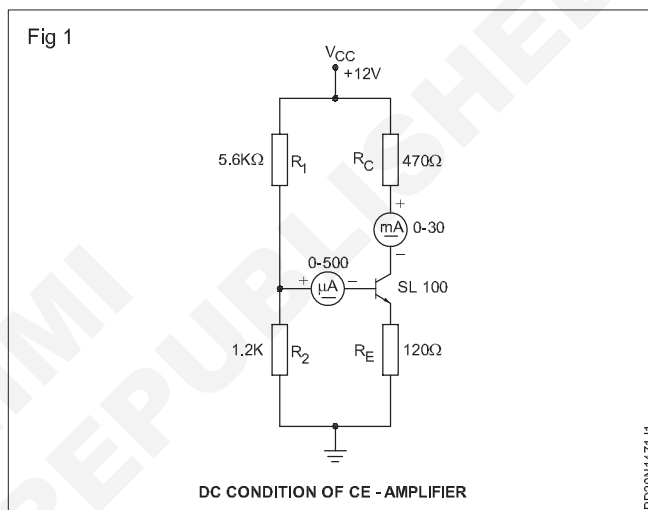 Fig 1
VCC
+12V
5.6KΩ R1
RC 470Ω
+
mA 0-30
-
0-500
+ μA -
SL 100
1.2K R2
RE 120Ω
DC CONDITION OF CE - AMPLIFIER
REPUBLISHED